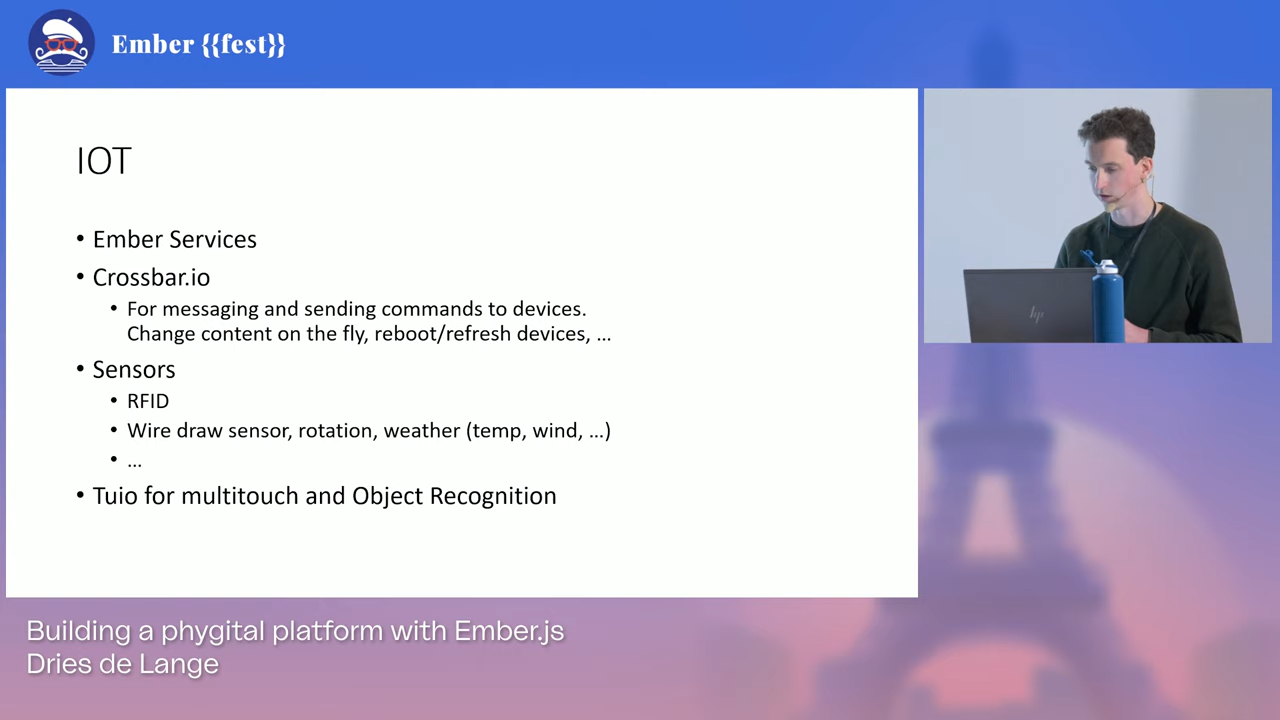 Ember {{fest}}
IOT
• Ember Services
• Crossbar.io
• For messaging and sending commands to devices.
Change content on the fly, reboot/refresh devices, ...
• Sensors
• RFID
• Wire draw sensor, rotation, weather (temp, wind, ...)
• ...
• Tuio for multitouch and Object Recognition
hp
Building a phygital platform with Ember.js
Dries de Lange